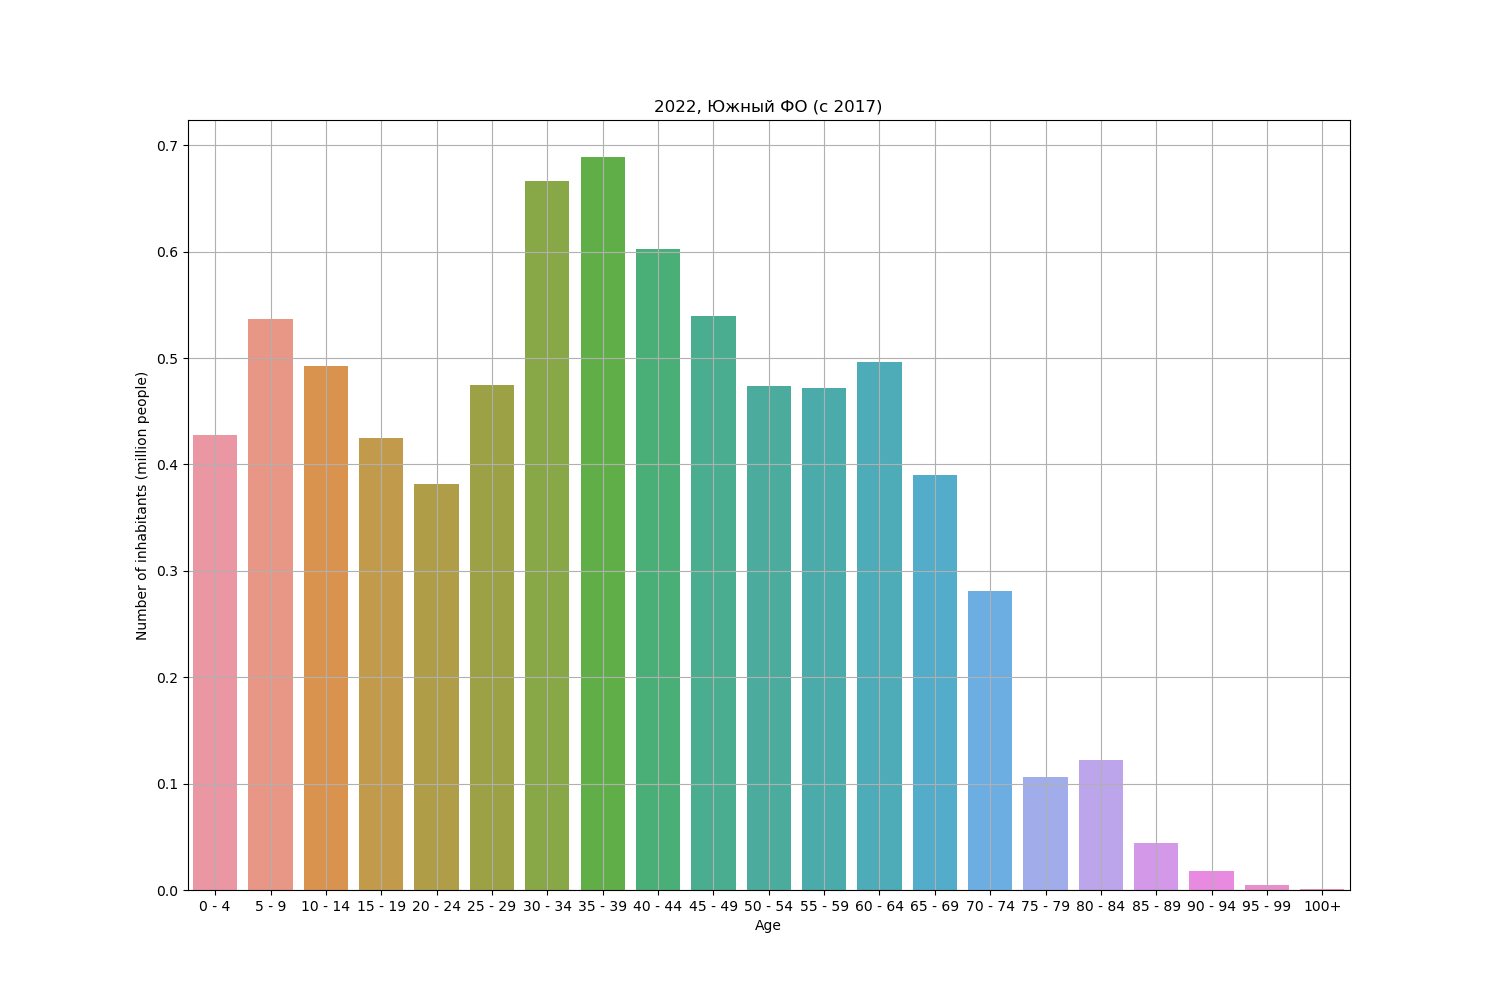 2022, Южный ФО (с 2017)
0.7
0.6
0.5
0.4
0.3
0.2
0.1
0.0
Number of inhabitants (million people)
0 - 4 5 - 9 10 - 14 15 - 19 20 - 24 25 - 29 30 - 34 35 - 39 40 - 44 45 - 49 50 - 54 55 - 59 60 - 64 65 - 69 70 - 74 75 - 79 80 - 84 85 - 89 90 - 94 95 - 99 100+
Age